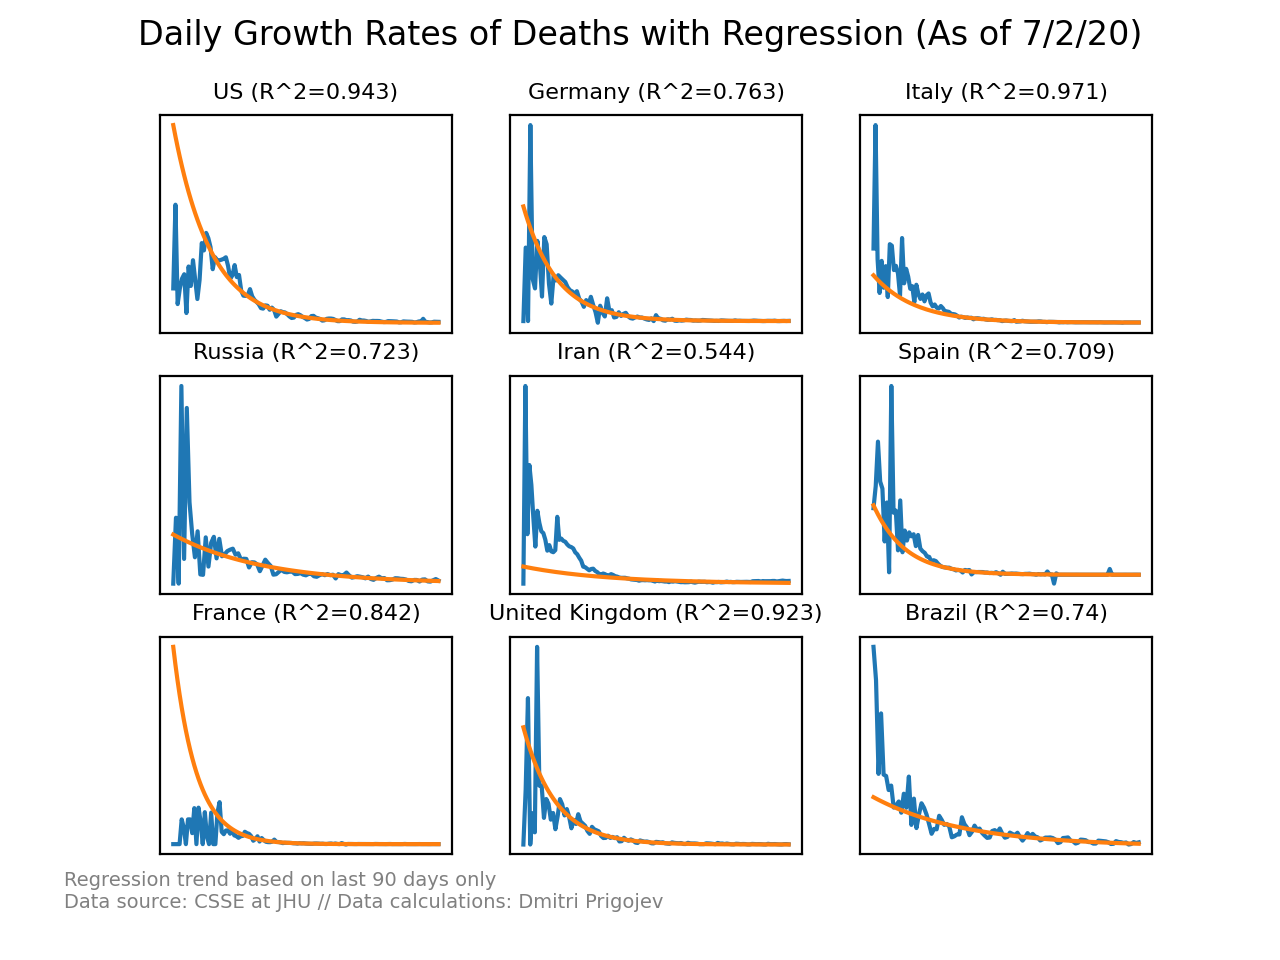 Daily Growth Rates of Deaths with Regression (As of 7/2/20)
US (R^2=0.943)
Germany (R^2=0.763)
Italy (R^2=0.971)
Russia (R^2=0.723)
Iran (R^2=0.544)
Spain (R^2=0.709)
France (R^2=0.842)
United Kingdom (R^2=0.923)
Brazil (R^2=0.74)
Regression trend based on last 90 days only
Data source: CSSE at JHU // Data calculations: Dmitri Prigojev